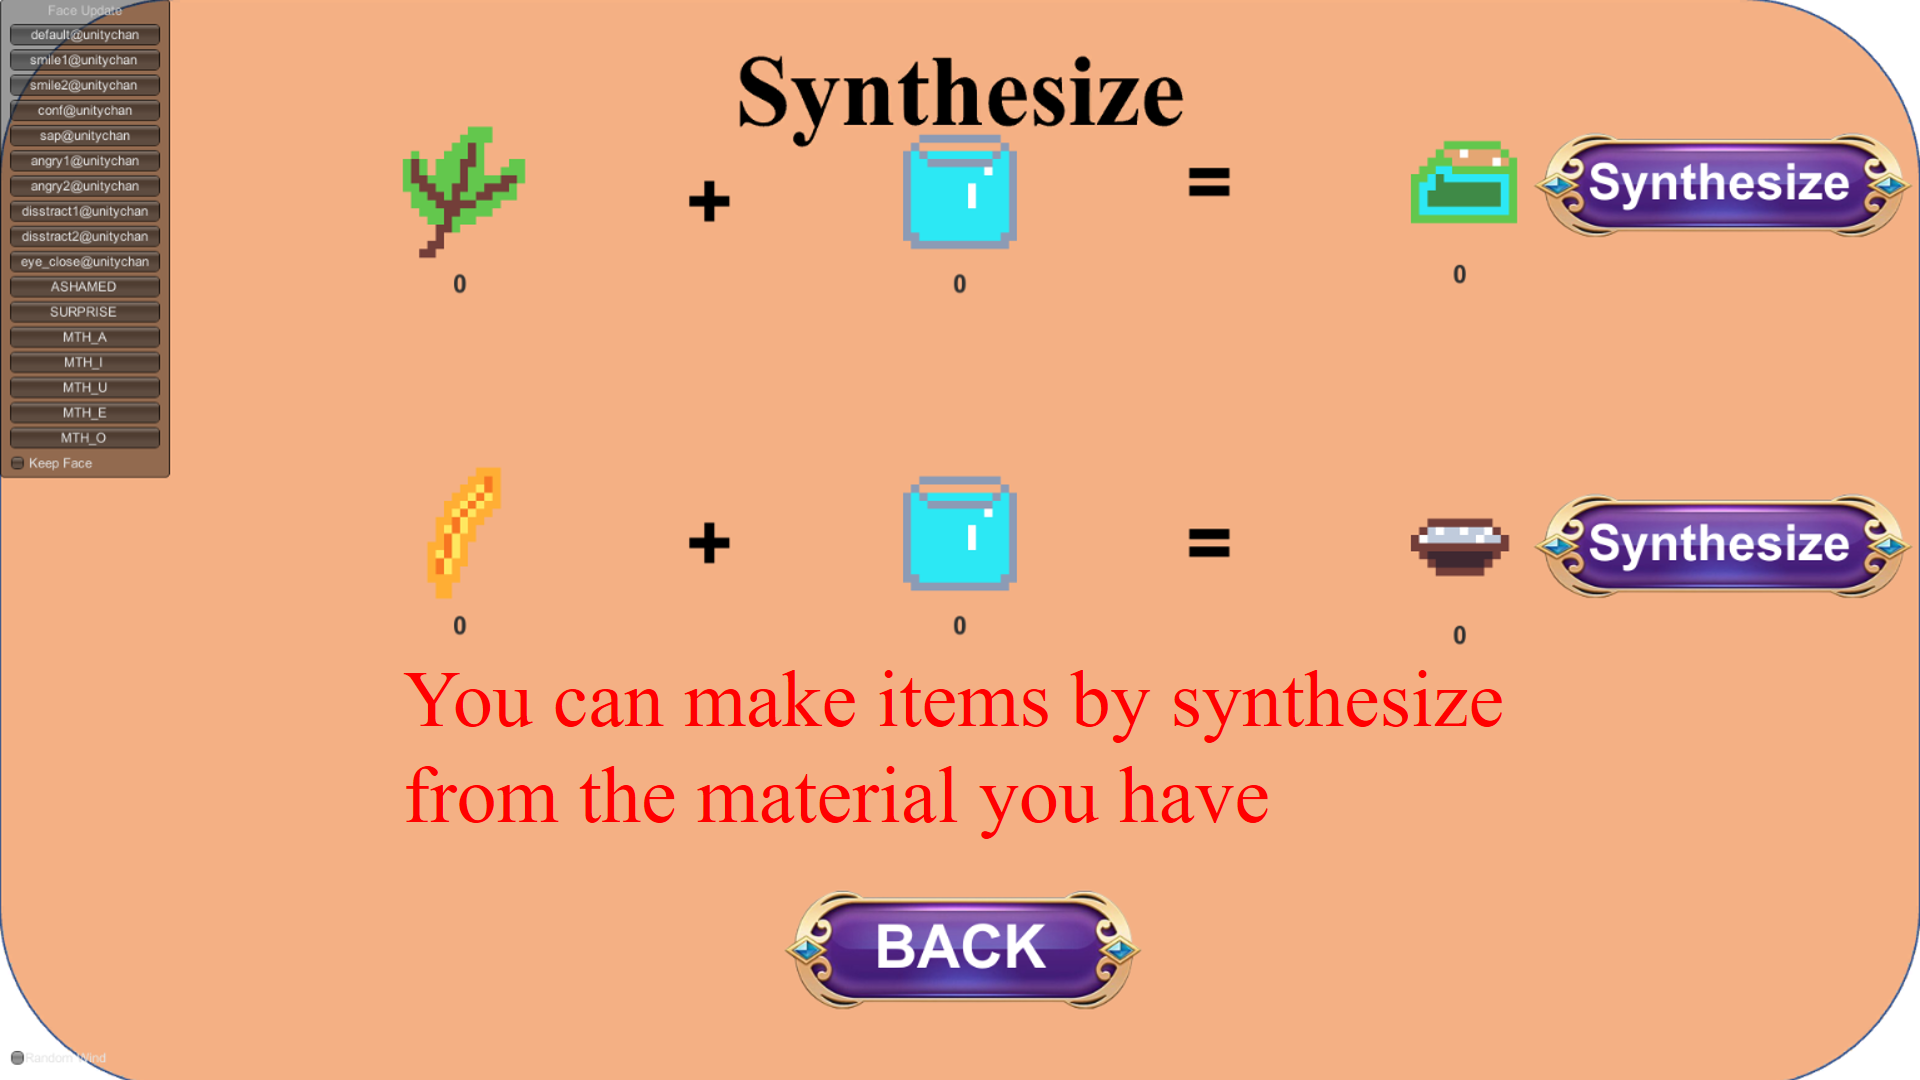 Face Update
default@unitychan
smile1@unitychan
smile2@unitychan
conf@unitychan
sap@unitychan
angry1@unitychan
angry2@unitychan
disstract1@unitychan
disstract2@unitychan
eye_close@unitychan
ASHAMED
SURPRISE
MTH_A
MTH_I
MTH_U
MTH_E
MTH_O
Keep Face
Synthesize
+
=
Synthesize
0
0
0
+
=
Synthesize
0
0
0
You can make items by synthesize
from the material you have
BACK
Random Wind